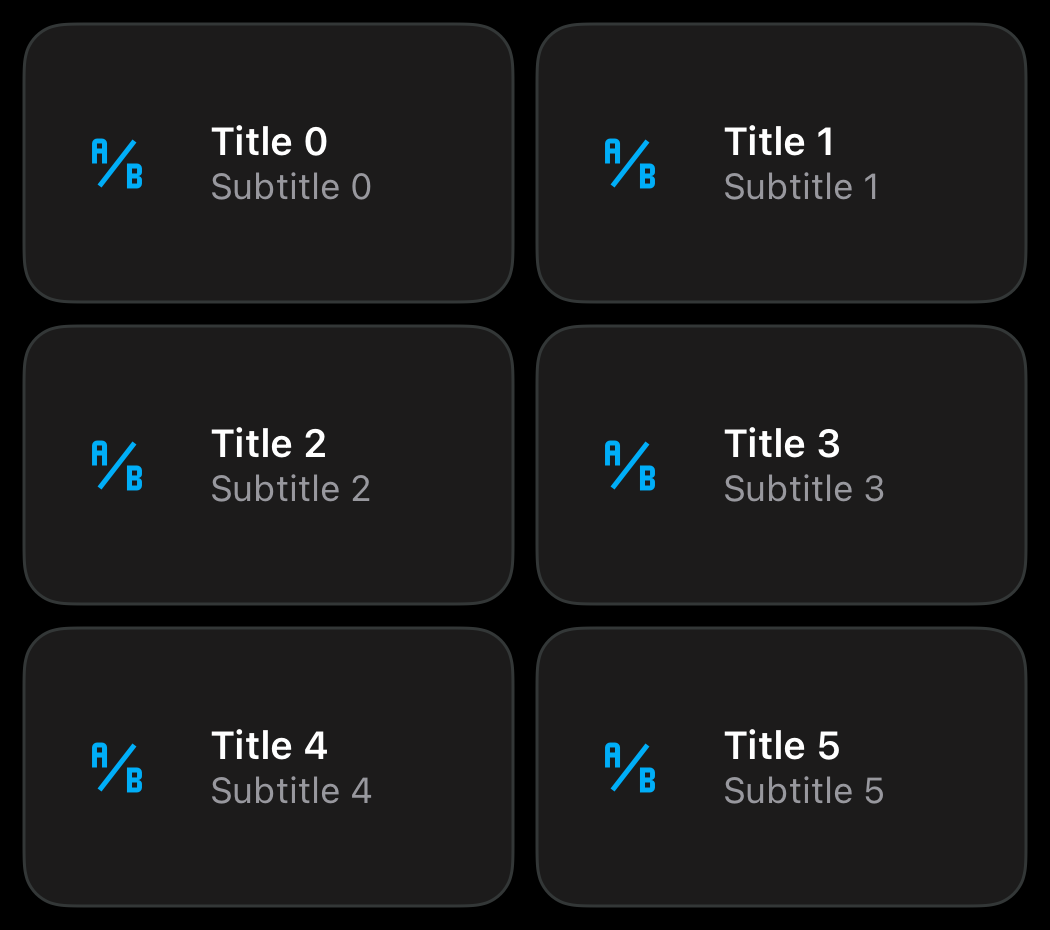 A/B
Title 0
Subtitle 0
A/B
Title 1
Subtitle 1
A/B
Title 2
Subtitle 2
A/B
Title 3
Subtitle 3
A/B
Title 4
Subtitle 4
A/B
Title 5
Subtitle 5